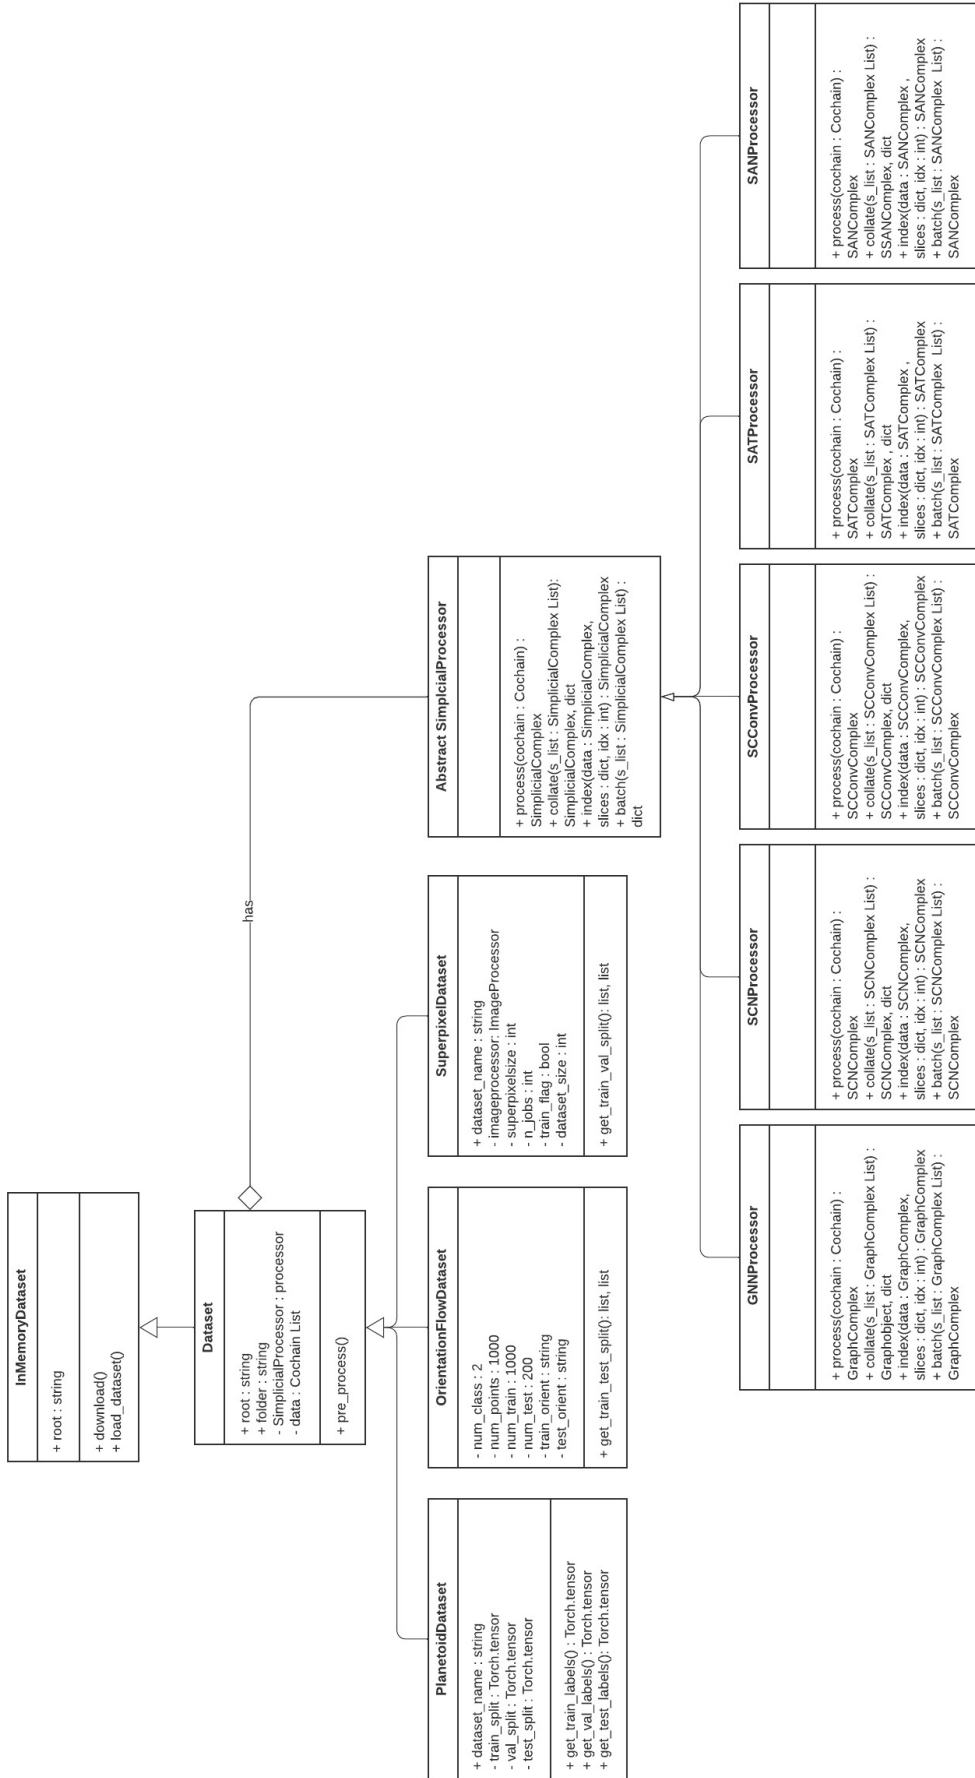 InMemoryDataset
+ root : string
+ download()
+ load_dataset()
Dataset
+ root : string
+ folder : string
- SimplicialProcessor : processor
- data : Cochain List
+ pre_process()
has
PlanetoidDataset
+ dataset_name : string
- train_split : Torch.tensor
- val_split : Torch.tensor
- test_split : Torch.tensor
+ get_train_labels() : Torch.tensor
+ get_val_labels() : Torch.tensor
+ get_test_labels(): Torch.tensor
OrientationFlowDataset
- num_class : 2
- num_points : 1000
- num_train : 1000
- num_test : 200
- train_orient : string
- test_orient : string
+ get_train_test_split(): list, list
SuperpixelDataset
+ dataset_name : string
- imageprocessor: ImageProcessor
- superpixelsize : int
- n_jobs : int
- train_flag : bool
- dataset_size : int
+ get_train_val_split(): list, list
Abstract SimplcialProcessor
+ process(cochain : Cochain) :
SimplicialComplex
+ collate(s_list : SimplicialComplex List):
SimplicialComplex, dict
+ index(data : SimplicialComplex,
slices : dict, idx : int) : SimplicialComplex
+ batch(s_list : SimplicialComplex List) :
dict
GNNProcessor
+ process(cochain : Cochain) :
GraphComplex
+ collate(s_list : GraphComplex List) :
Graphobject, dict
+ index(data : GraphComplex,
slices : dict, idx : int) : GraphComplex
+ batch(s_list : GraphComplex List) :
GraphComplex
SCNProcessor
+ process(cochain : Cochain) :
SCNComplex
+ collate(s_list : SCNComplex List) :
SCNComplex, dict
+ index(data : SCNComplex,
slices : dict, idx : int) : SCNComplex
+ batch(s_list : SCNComplex List) :
SCNComplex
SCConvProcessor
+ process(cochain : Cochain) :
SCConvComplex
+ collate(s_list : SCConvComplex List) :
SCConvComplex, dict
+ index(data : SCConvComplex,
slices : dict, idx : int) : SCConvComplex
+ batch(s_list : SCConvComplex List) :
SCConvComplex
SATProcessor
+ process(cochain : Cochain) :
SATComplex
+ collate(s_list : SATComplex List) :
SATComplex , dict
+ index(data : SATComplex ,
slices : dict, idx : int) : SATComplex
+ batch(s_list : SATComplex  List) :
SATComplex
SANProcessor
+ process(cochain : Cochain) :
SANComplex
+ collate(s_list : SANComplex List) :
SSANComplex, dict
+ index(data : SANComplex ,
slices : dict, idx : int) : SANComplex
+ batch(s_list : SANComplex  List) :
SANComplex